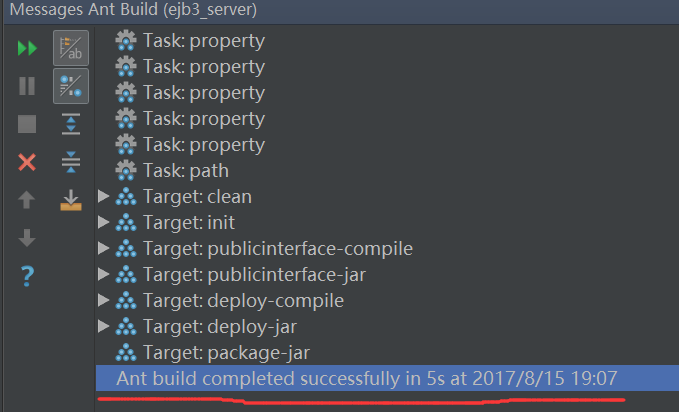 Messages Ant Build (ejb3_server)
Task: property
Task: property
Task: property
Task: property
Task: property
Task: path
Target: clean
Target: init
Target: publicinterface-compile
Target: publicinterface-jar
Target: deploy-compile
Target: deploy-jar
Target: package-jar
Ant build completed successfully in 5s at 2017/8/15 19:07